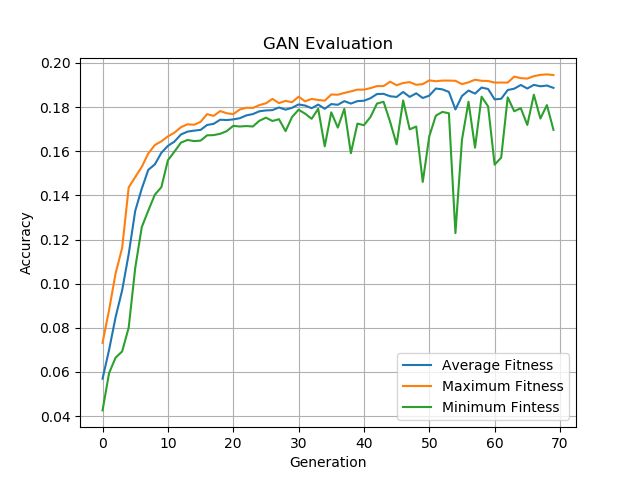 GAN Evaluation
Accuracy
0.20
0.18
0.16
0.14
0.12
0.10
0.08
0.06
0.04
Average Fitness
Maximum Fitness
Minimum Fintess
0 10 20 30 40 50 60 70
Generation